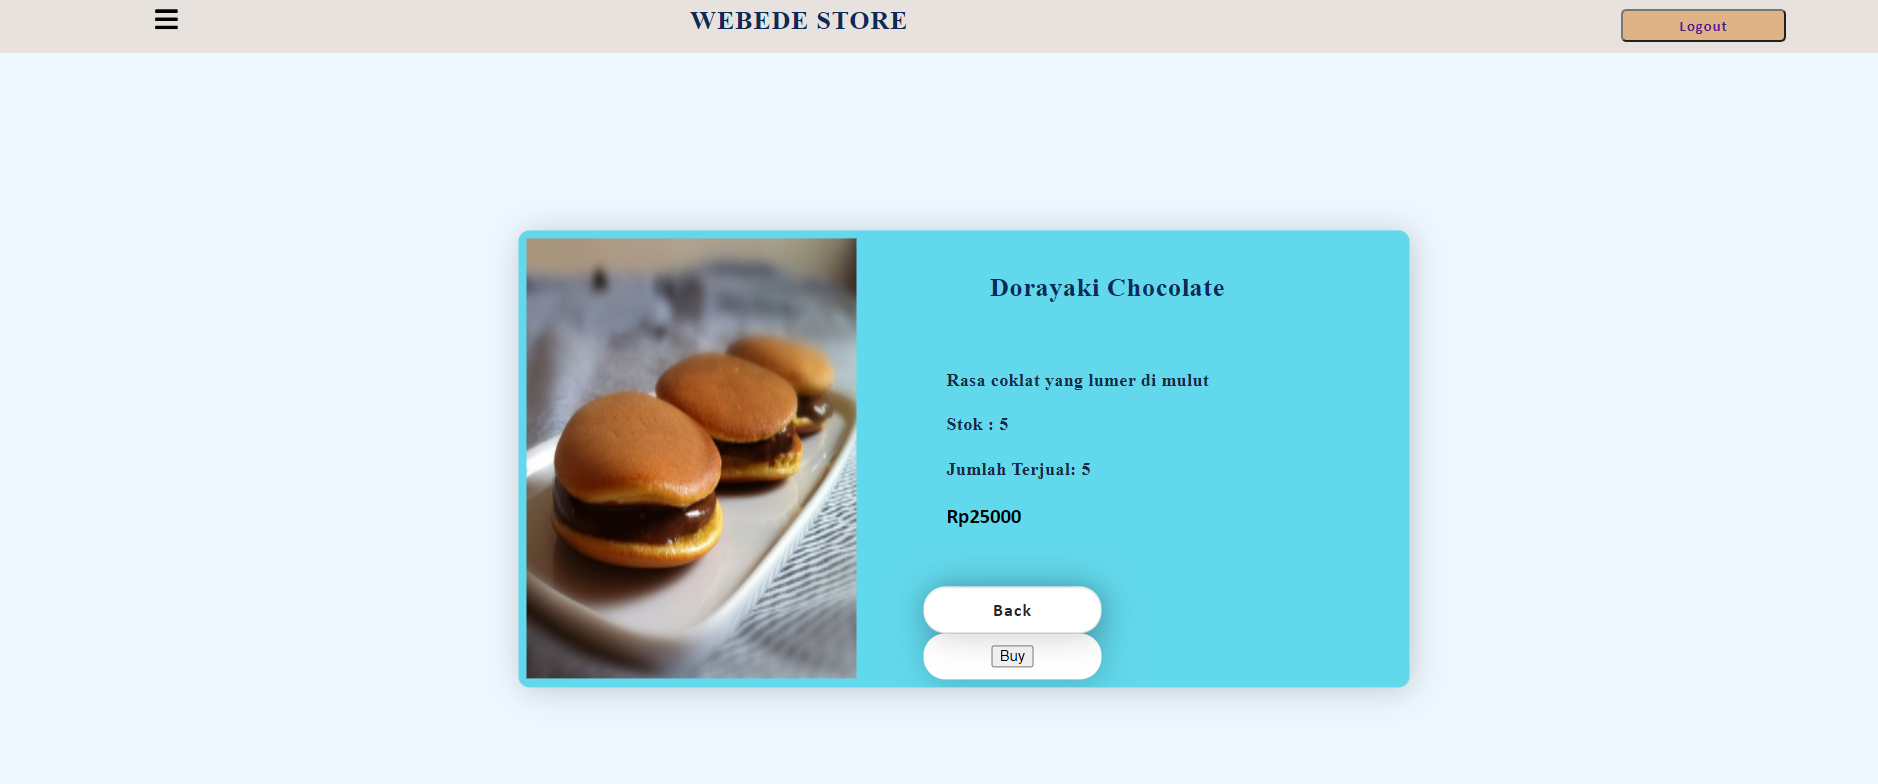 WEBEDE STORE
Logout
Dorayaki Chocolate
Rasa coklat yang lumer di mulut
Stok : 5
Jumlah Terjual: 5
Rp25000
Back
Buy